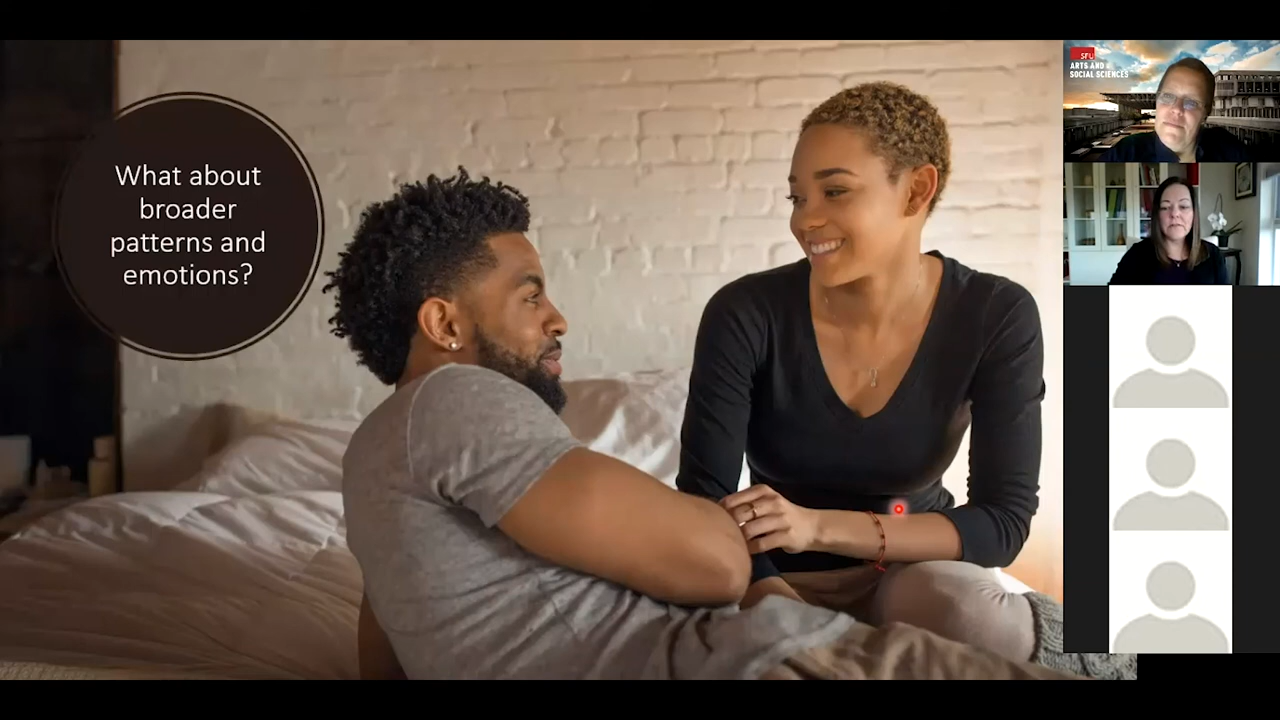 What about
broader
patterns and
emotions?
SFU
ARTS AND
SOCIAL SCIENCES